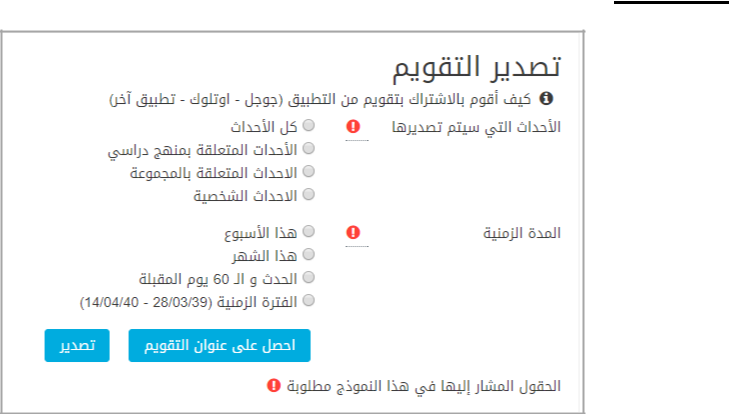 تصدير التقويم
كيف أقوم بالاشتراك بتقويم من التطبيق (جوجل - اوتلوك - تطبيق آخر)
الأحداث التي سيتم تصديرها كل الأحداث
الأحداث المتعلقة بمنهج دراسي
الاحداث المتعلقة بالمجموعة
الاحداث الشخصية
المدة الزمنية هذا الأسبوع
هذا الشهر
الحدث و الـ 60 يوم المقبلة
الفترة الزمنية (28/03/39 - 14/04/40)
احصل على عنوان التقويم تصدير
الحقول المشار إليها في هذا النموذج مطلوبة